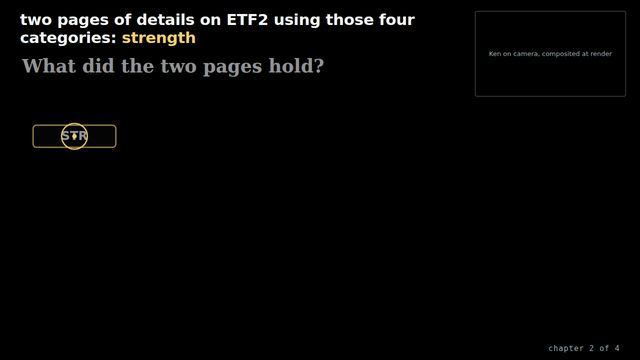 two pages of details on ETF2 using those four
categories: strength
What did the two pages hold?
Ken on camera, composited at render
STR
chapter 2 of 4